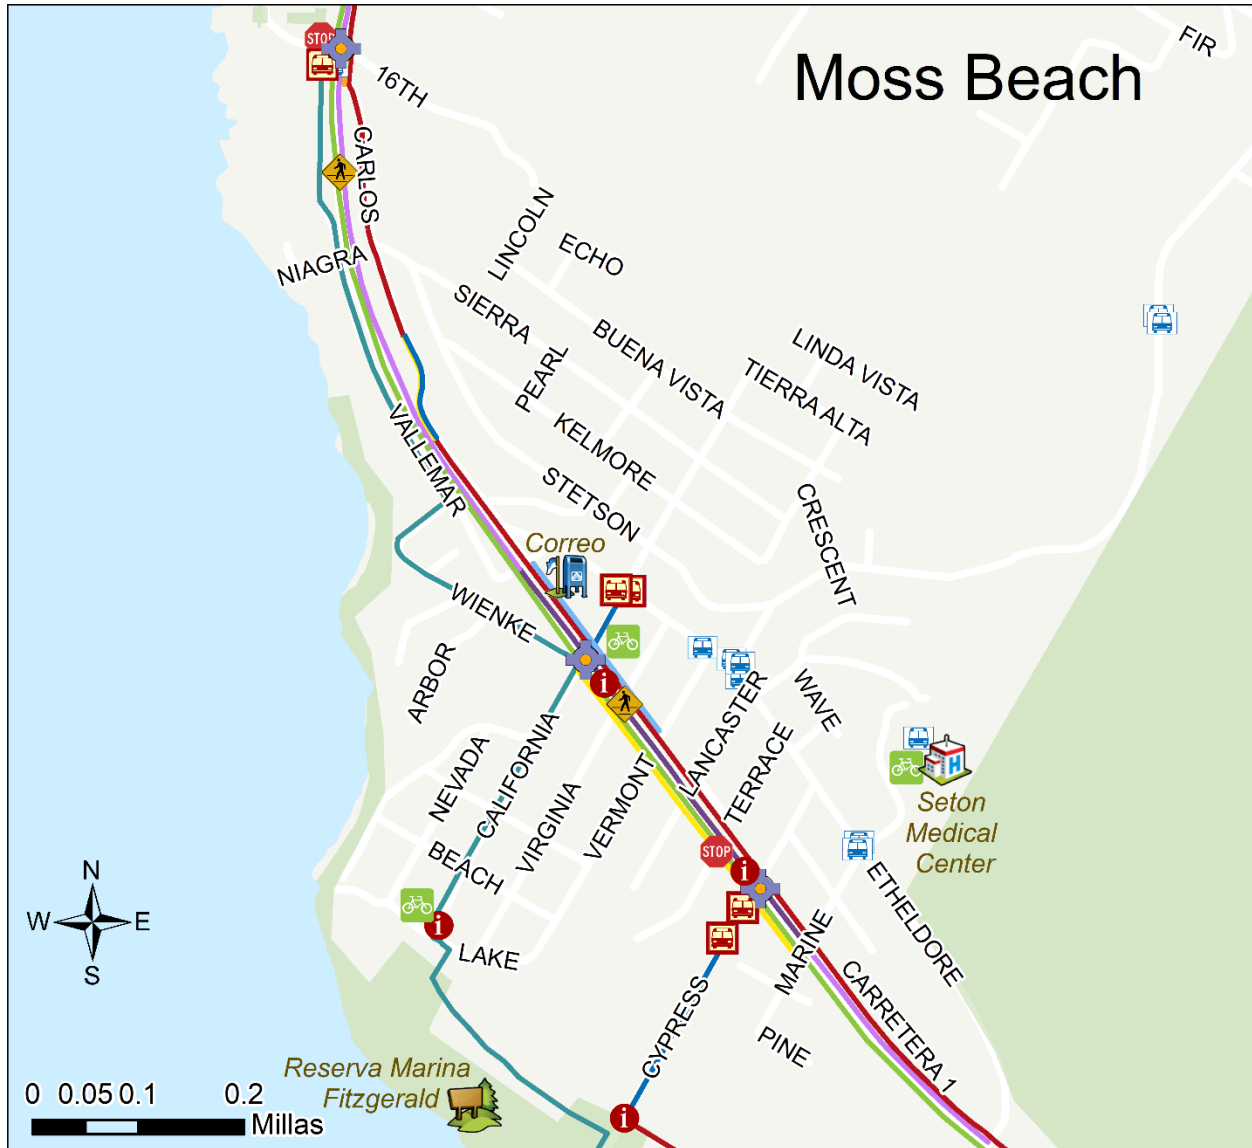 Moss Beach
FIR
STOP
16TH
CARLOS
LINCOLN
ECHO
NIAGRA
SIERRA
BUENA VISTA
LINDA VISTA
TIERRA ALTA
PEARL
KELMORE
VALLEMAR
STETSON
CRESCENT
Correo
WIENKE
ARBOR
LANCASTER
WAVE
NEVADA
CALIFORNIA
VIRGINIA
VERMONT
TERRACE
i
H
Seton
Medical
Center
STOP
BEACH
i
ETHELDORE
i
LAKE
MARINE
CARRETERA 1
CYPRESS
PINE
N
W
E
S
Reserva Marina
Fitzgerald
i
0 0.05 0.1 0.2
Millas